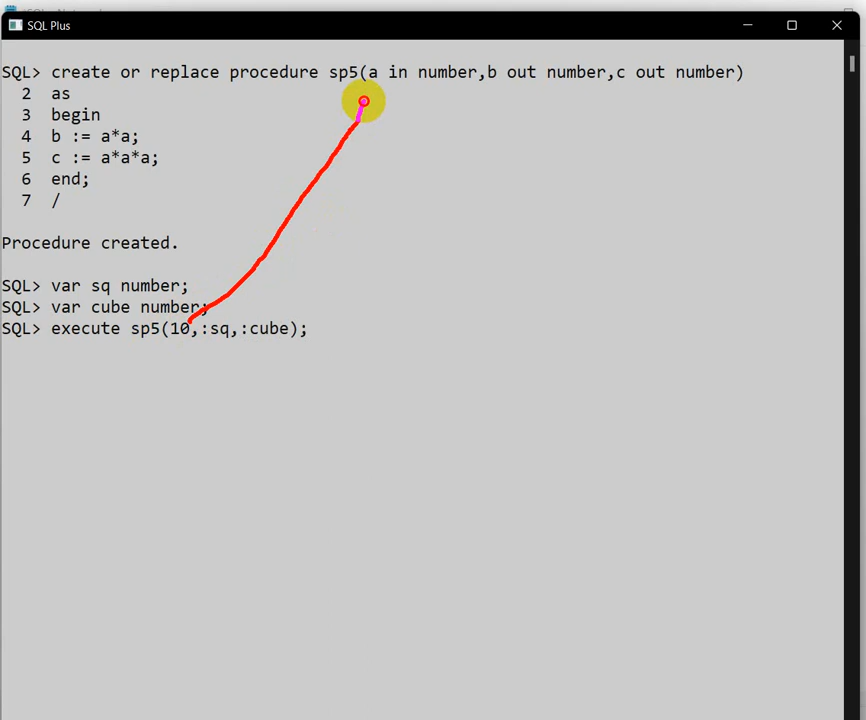 SQL Plus
SQL> create or replace procedure sp5(a in number,b out number,c out number)
2 as
3 begin
4 b := a*a;
5 c := a*a*a;
6 end;
7 /
Procedure created.
SQL> var sq number;
SQL> var cube number;
SQL> execute sp5(10,:sq,:cube);